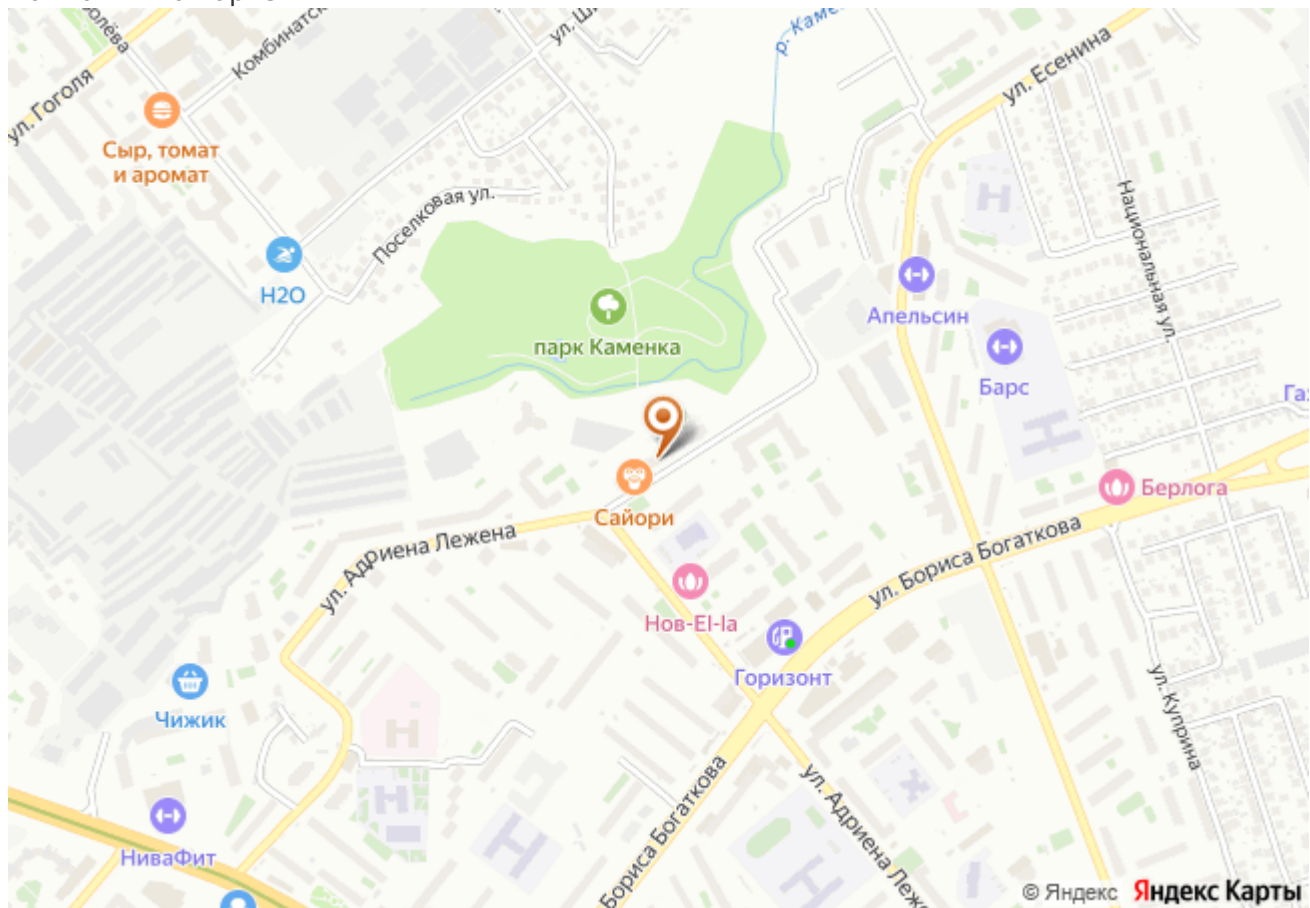 Комбинатск
ул. Гоголя
р. Каме
ул. Есенина
Сыр, томат
и аромат
Национальная ул.
Поселковая ул.
H2O
Апельсин
парк Каменка
Барс
Газ
Берлога
Сайори
ул. Адриена Лежена
ул. Бориса Богаткова
Нов-El-la
Горизонт
Чижик
ул. Куприна
Бориса Богаткова
ул. Адриена Леже
НиваФит
© Яндекс Яндекс Карты